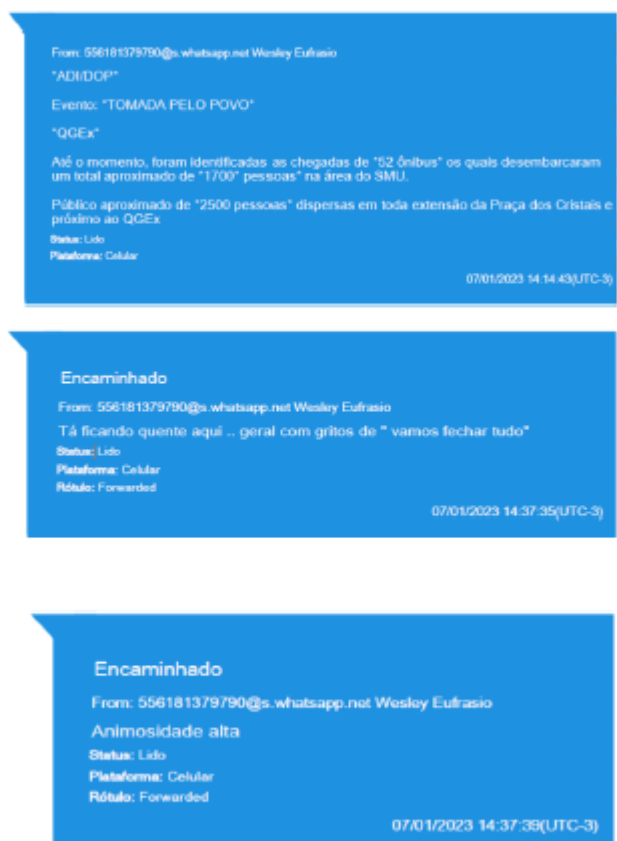 From: 556181379790@s.whatsapp.net Wesley Eufrasio
*ADI/DOP*
Evento: "TOMADA PELO POVO"
*QGEx*
Até o momento, foram identificadas as chegadas de *52 ônibus* os quais desembarcaram
um total aproximado de *1700* pessoas* na área do SMU.
Público aproximado de *2500 pessoas* dispersas em toda extensão da Praça dos Cristais e
próximo ao QGEx
Status: Lido
Plataforma: Celular
07/01/2023 14:14:43(UTC-3)
Encaminhado
From: 556181379790@s.whatsapp.net Wesley Eufrasio
Tá ficando quente aqui .. geral com gritos de " vamos fechar tudo"
Status: Lido
Plataforma: Celular
Rótulo: Forwarded
07/01/2023 14:37:35(UTC-3)
Encaminhado
From: 556181379790@s.whatsapp.net Wesley Eufrasio
Animosidade alta
Status: Lido
Plataforma: Celular
Rótulo: Forwarded
07/01/2023 14:37:39(UTC-3)